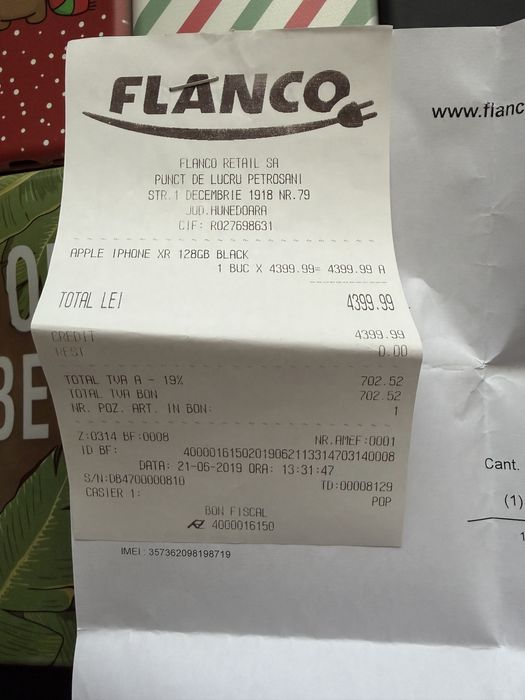 FLANCO
www.flanc
FLANCO RETAIL SA
PUNCT DE LUCRU PETROSANI
STR.1 DECEMBRIE 1918 NR.79
JUD.HUNEDOARA
CIF: RO27698631
APPLE IPHONE XR 128GB BLACK
1 BUC X 4399.99= 4399.99 A
TOTAL LEI 4399.99
CREDIT 4399.99
REST 0.00
TOTAL TVA A - 19% 702.52
TOTAL TVA BON 702.52
NR. POZ. ART. IN BON: 1
Z:0314 BF:0008 NR.AMEF:0001
ID BF: 40000161502019062113314703140008
DATA: 21-06-2019 ORA: 13:31:47
S/N:DB4700000810 TD:00008129
CASIER 1: POP
BON FISCAL
4000016150
Cant.
(1)
1
IMEI : 357362098198719
BE